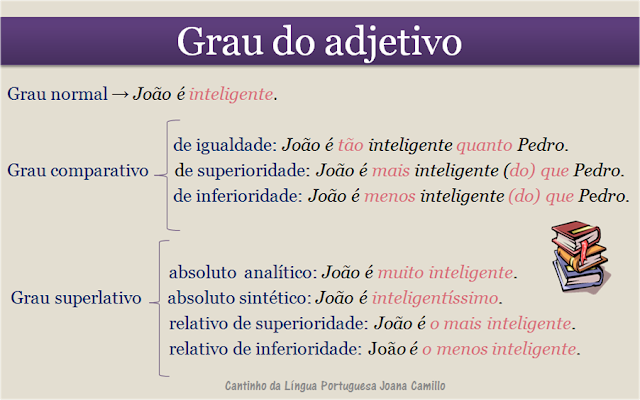 Grau do adjetivo
Grau normal → João é inteligente.
Grau comparativo
de igualdade: João é tão inteligente quanto Pedro.
de superioridade: João é mais inteligente (do) que Pedro.
de inferioridade: João é menos inteligente (do) que Pedro.
Grau superlativo
absoluto analítico: João é muito inteligente.
absoluto sintético: João é inteligentíssimo.
relativo de superioridade: João é o mais inteligente.
relativo de inferioridade: João é o menos inteligente.
Cantinho da Língua Portuguesa Joana Camillo